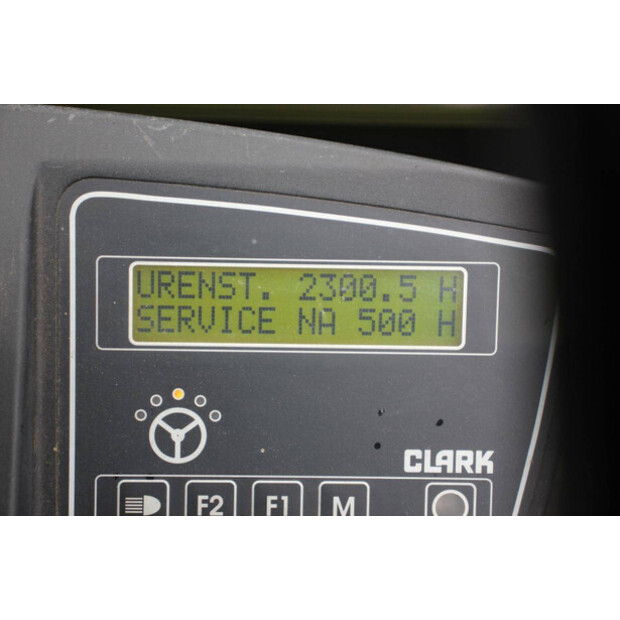 URENST. 2300.5 H
SERVICE NA 500 H
CLARK
F2 F1 M